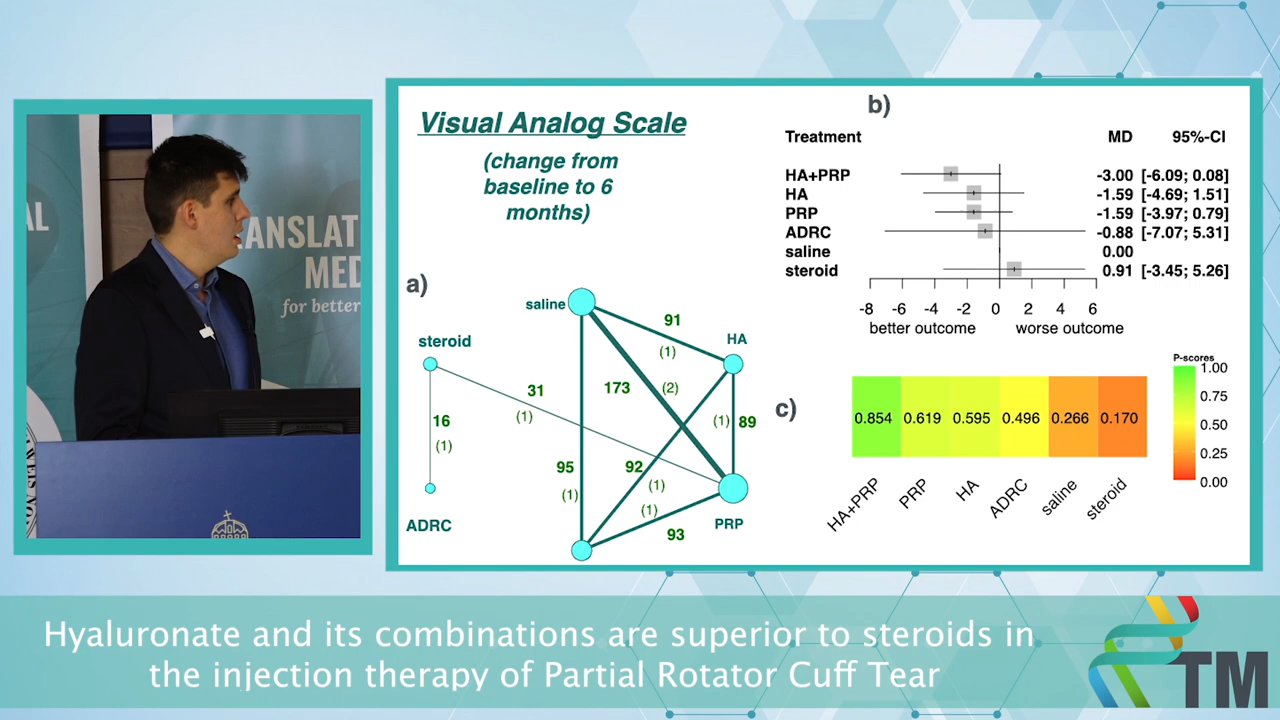 AL
ANSLAT
MED
for better
Visual Analog Scale
(change from
baseline to 6
months)
a)
saline
91
(1)
HA
steroid
31
(1)
173
(2)
16
(1)
(1)
89
95
(1)
92
(1)
(1)
93
ADRC
PRP
b)
Treatment MD 95%-CI
HA+PRP -3.00 [-6.09; 0.08]
HA -1.59 [-4.69; 1.51]
PRP -1.59 [-3.97; 0.79]
ADRC -0.88 [-7.07; 5.31]
saline 0.00
steroid 0.91 [-3.45; 5.26]
-8 -6 -4 -2 0 2 4 6
better outcome worse outcome
c)
0.854 0.619 0.595 0.496 0.266 0.170
HA+PRP PRP HA ADRC saline steroid
P-scores
1.00
0.75
0.50
0.25
0.00
Hyaluronate and its combinations are superior to steroids in
the injection therapy of Partial Rotator Cuff Tear
TM